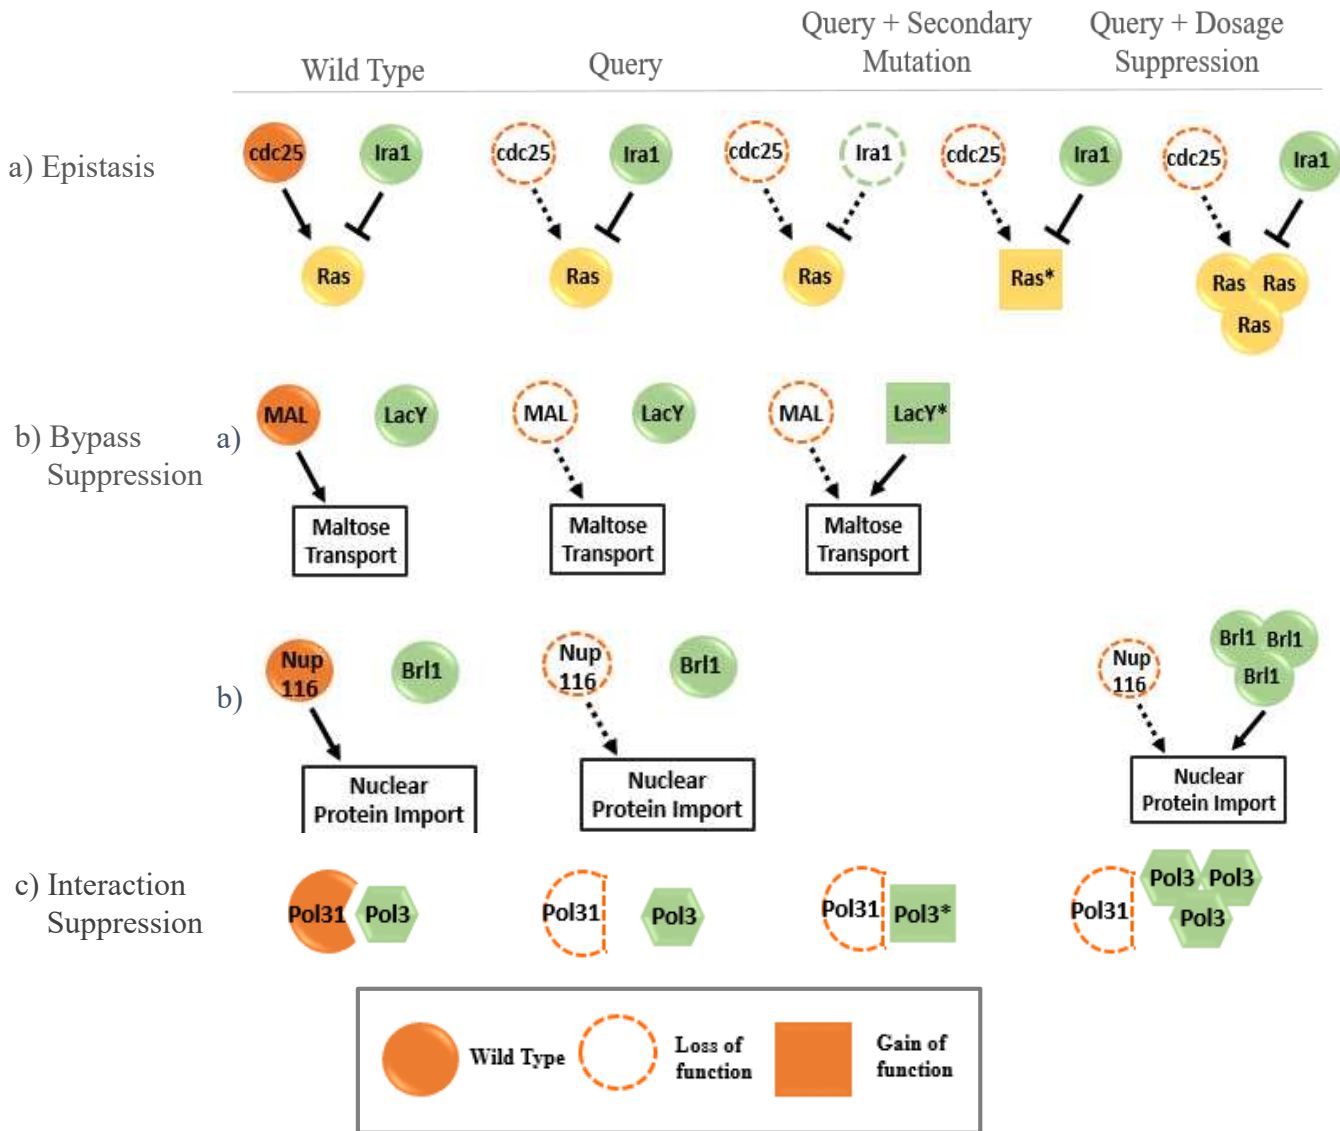 Query + Secondary
Mutation
Query + Dosage
Suppression
Wild Type
Query
a) Epistasis
cdc25
Ira1
Ras
cdc25
Ira1
Ras
cdc25
Ira1
Ras
cdc25
Ira1
Ras*
cdc25
Ira1
Ras
Ras
Ras
b) Bypass
Suppression
a)
MAL
LacY
Maltose
Transport
MAL
LacY
Maltose
Transport
MAL
LacY*
Maltose
Transport
b)
Nup
116
Brl1
Nuclear
Protein Import
Nup
116
Brl1
Nuclear
Protein Import
Nup
116
Brl1
Brl1
Brl1
Nuclear
Protein Import
c) Interaction
Suppression
Pol31
Pol3
Pol31
Pol3
Pol31
Pol3*
Pol31
Pol3
Pol3
Pol3
Wild Type
Loss of
function
Gain of
function